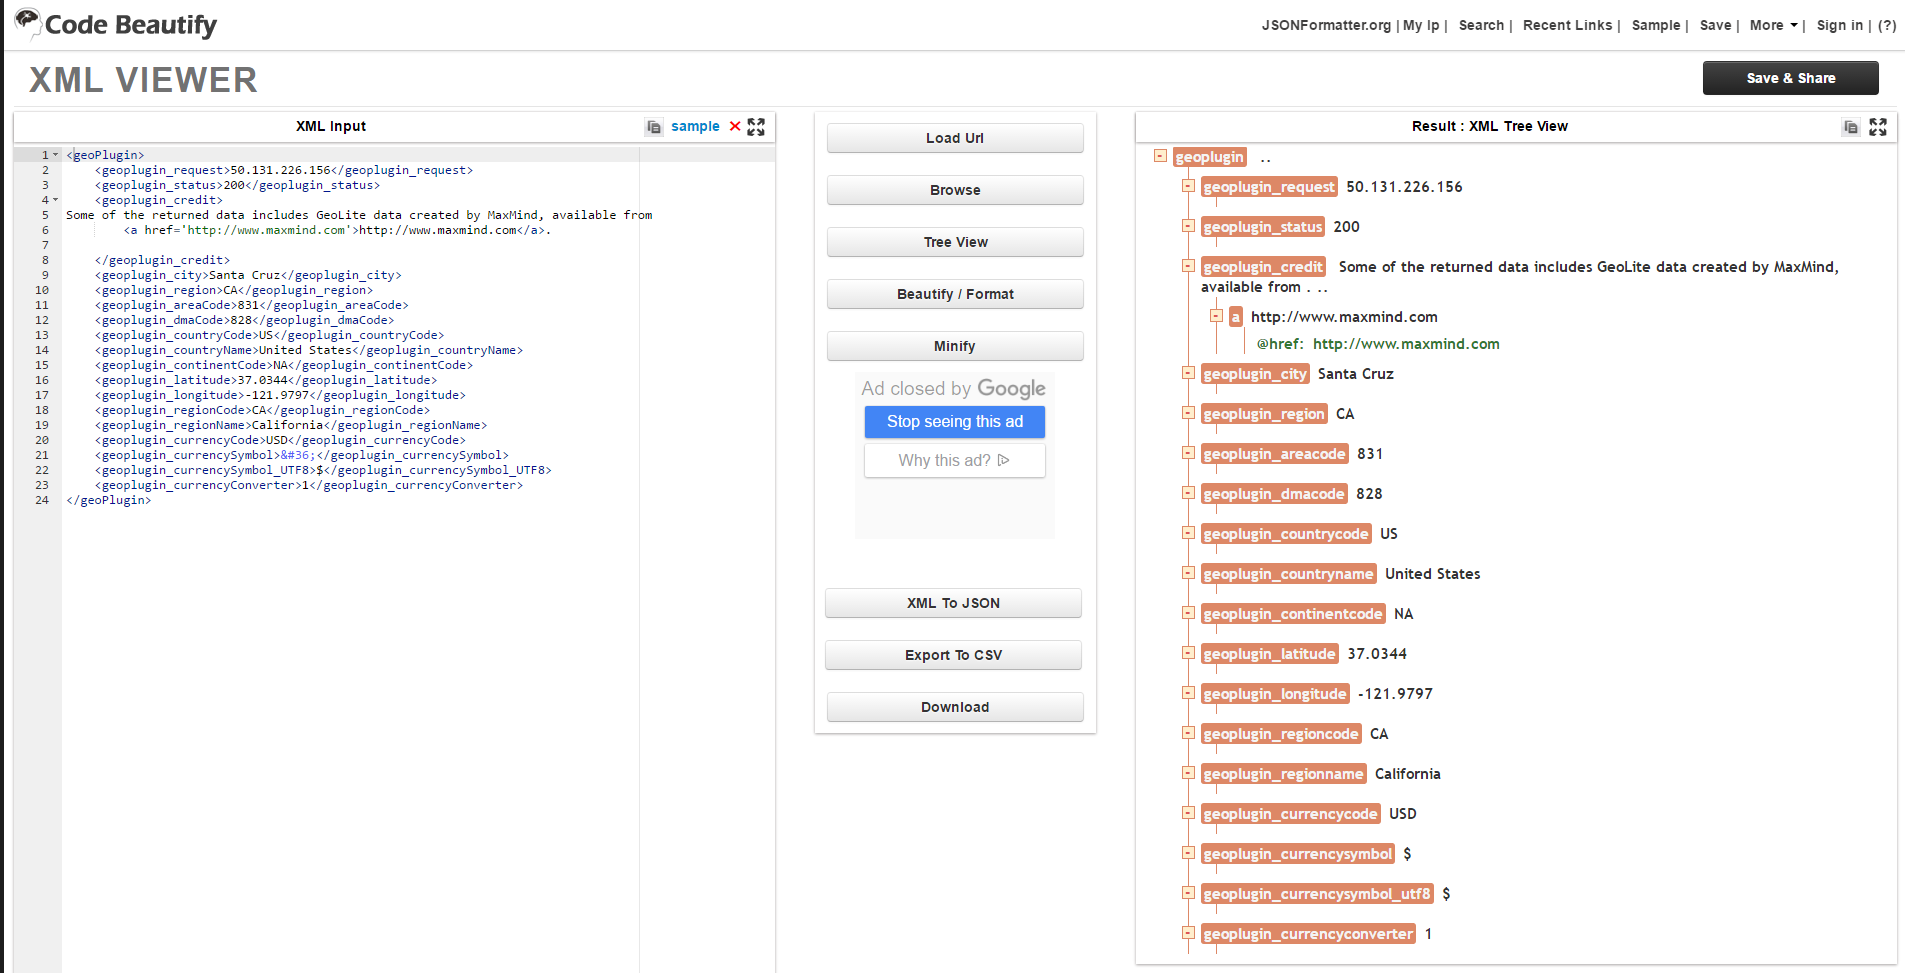 Code Beautify
JSONFormatter.org | My Ip | Search | Recent Links | Sample | Save | More | Sign in | (?)
XML VIEWER
Save & Share
XML Input
sample
1 <geoPlugin>
2 <geoplugin_request>50.131.226.156</geoplugin_request>
3 <geoplugin_status>200</geoplugin_status>
4 <geoplugin_credit>
5 Some of the returned data includes GeoLite data created by MaxMind, available from
6 <a href='http://www.maxmind.com'>http://www.maxmind.com</a>.
7
8 </geoplugin_credit>
9 <geoplugin_city>Santa Cruz</geoplugin_city>
10 <geoplugin_region>CA</geoplugin_region>
11 <geoplugin_areaCode>831</geoplugin_areaCode>
12 <geoplugin_dmaCode>828</geoplugin_dmaCode>
13 <geoplugin_countryCode>US</geoplugin_countryCode>
14 <geoplugin_countryName>United States</geoplugin_countryName>
15 <geoplugin_continentCode>NA</geoplugin_continentCode>
16 <geoplugin_latitude>37.0344</geoplugin_latitude>
17 <geoplugin_longitude>-121.9797</geoplugin_longitude>
18 <geoplugin_regionCode>CA</geoplugin_regionCode>
19 <geoplugin_regionName>California</geoplugin_regionName>
20 <geoplugin_currencyCode>USD</geoplugin_currencyCode>
21 <geoplugin_currencySymbol>&#36;</geoplugin_currencySymbol>
22 <geoplugin_currencySymbol_UTF8>$</geoplugin_currencySymbol_UTF8>
23 <geoplugin_currencyConverter>1</geoplugin_currencyConverter>
24 </geoPlugin>
Load Url
Browse
Tree View
Beautify / Format
Minify
Ad closed by Google
Stop seeing this ad
Why this ad?
XML To JSON
Export To CSV
Download
Result : XML Tree View
geoplugin ..
geoplugin_request 50.131.226.156
geoplugin_status 200
geoplugin_credit Some of the returned data includes GeoLite data created by MaxMind,
available from . ..
a http://www.maxmind.com
@href: http://www.maxmind.com
geoplugin_city Santa Cruz
geoplugin_region CA
geoplugin_areacode 831
geoplugin_dmacode 828
geoplugin_countrycode US
geoplugin_countryname United States
geoplugin_continentcode NA
geoplugin_latitude 37.0344
geoplugin_longitude -121.9797
geoplugin_regioncode CA
geoplugin_regionname California
geoplugin_currencycode USD
geoplugin_currencysymbol $
geoplugin_currencysymbol_utf8 $
geoplugin_currencyconverter 1